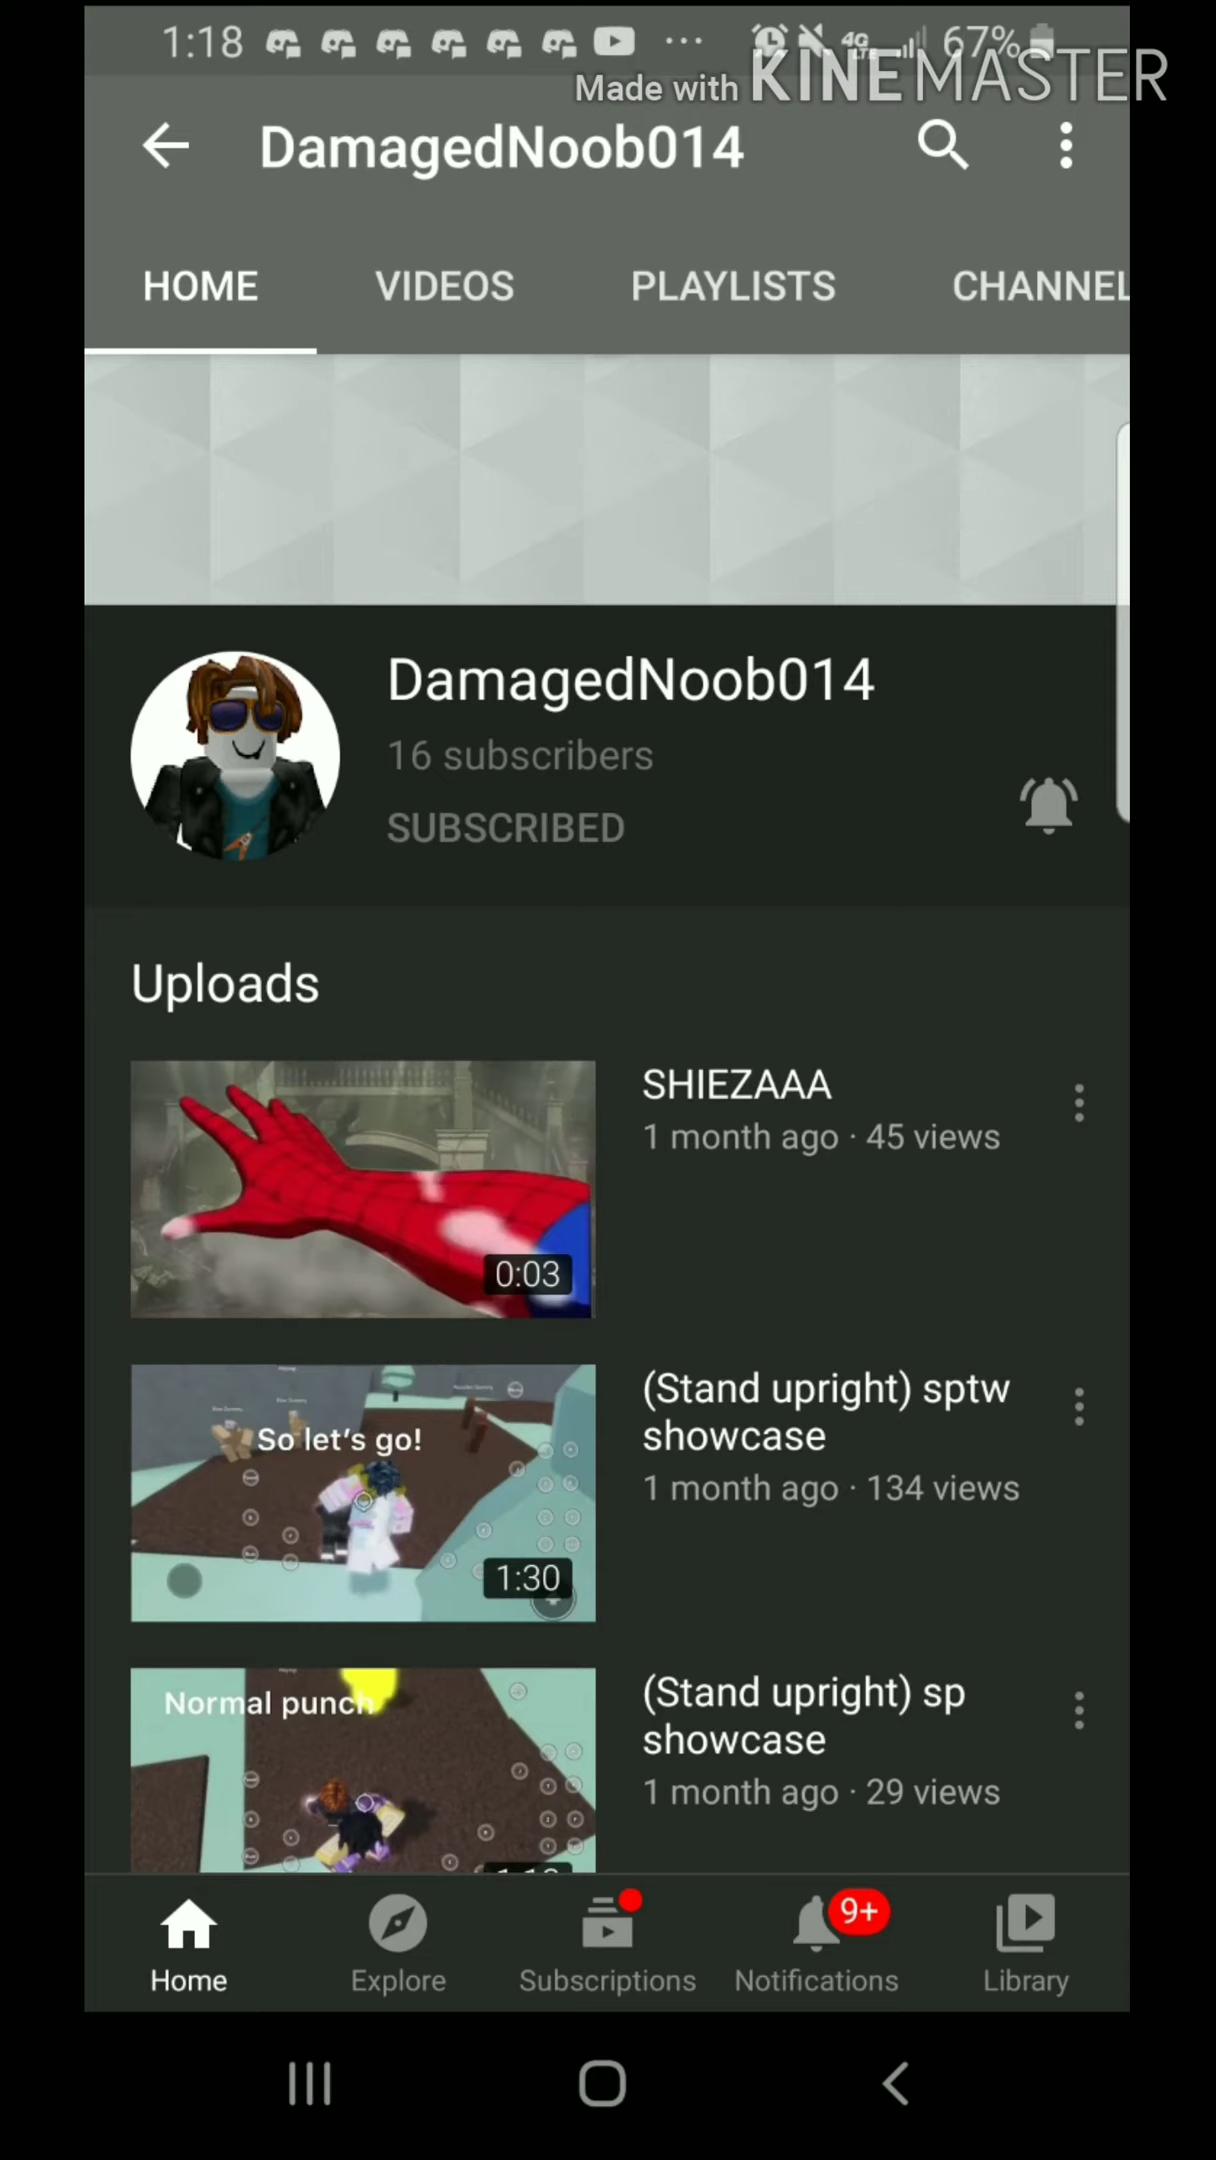 1:18
4G
LTE
67%
Made with KINEMASTER
DamagedNoob014
HOME VIDEOS PLAYLISTS CHANNEL
DamagedNoob014
16 subscribers
SUBSCRIBED
Uploads
SHIEZAAA
1 month ago · 45 views
0:03
(Stand upright) sptw
showcase
1 month ago · 134 views
So let's go!
1:30
(Stand upright) sp
showcase
1 month ago · 29 views
Normal punch
9+
Home Explore Subscriptions Notifications Library